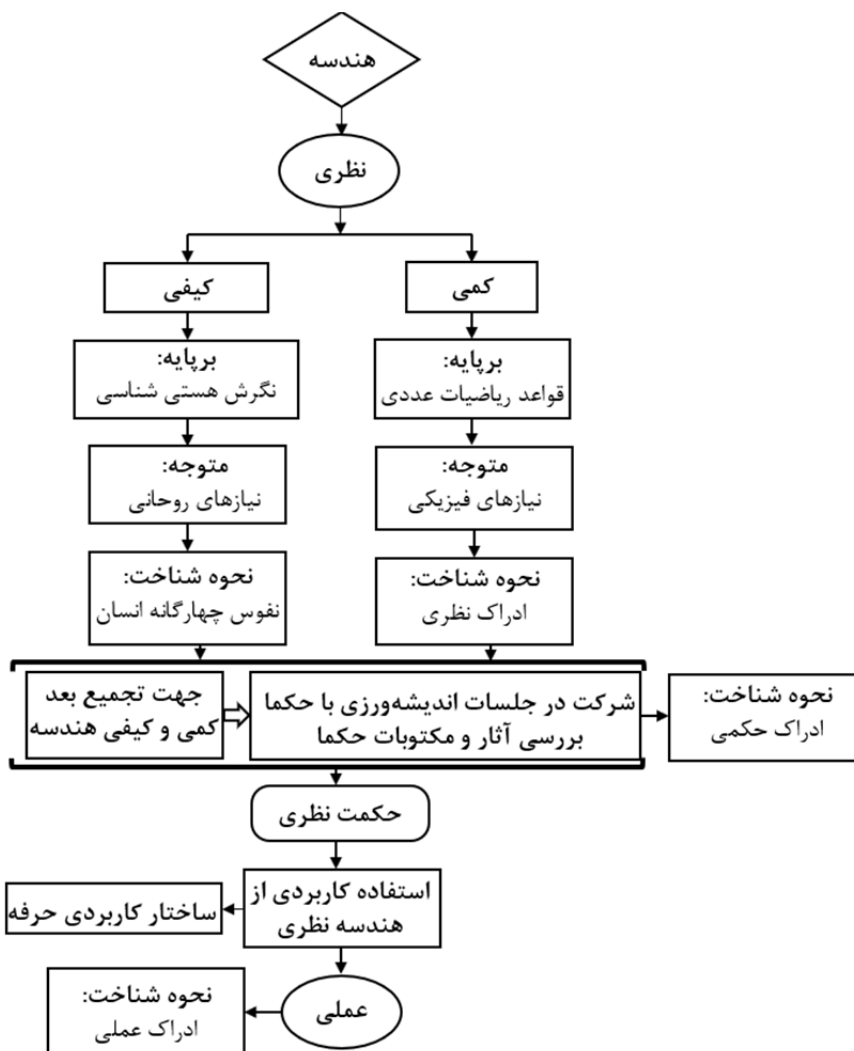 هندسه
نظری
کمی
کیفی
برپایه:
قواعد ریاضیات عددی
برپایه:
نگرش هستی شناسی
متوجه:
نیازهای فیزیکی
متوجه:
نیازهای روحانی
نحوه شناخت:
ادراک نظری
نحوه شناخت:
نفوس چهارگانه انسان
نحوه شناخت:
ادراک حکمی
شرکت در جلسات اندیشه‌ورزی با حکما
بررسی آثار و مکتوبات حکما
جهت تجمیع بعد
کمی و کیفی هندسه
حکمت نظری
استفاده کاربردی از
هندسه نظری
ساختار کاربردی حرفه
عملی
نحوه شناخت:
ادراک عملی